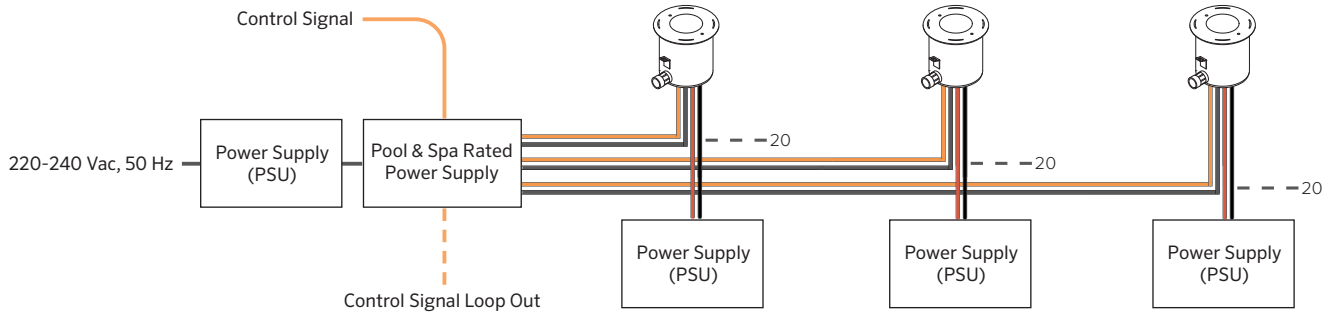 Control Signal
220-240 Vac, 50 Hz
Power Supply
(PSU)
Pool & Spa Rated
Power Supply
20
20
20
Power Supply
(PSU)
Power Supply
(PSU)
Power Supply
(PSU)
Control Signal Loop Out